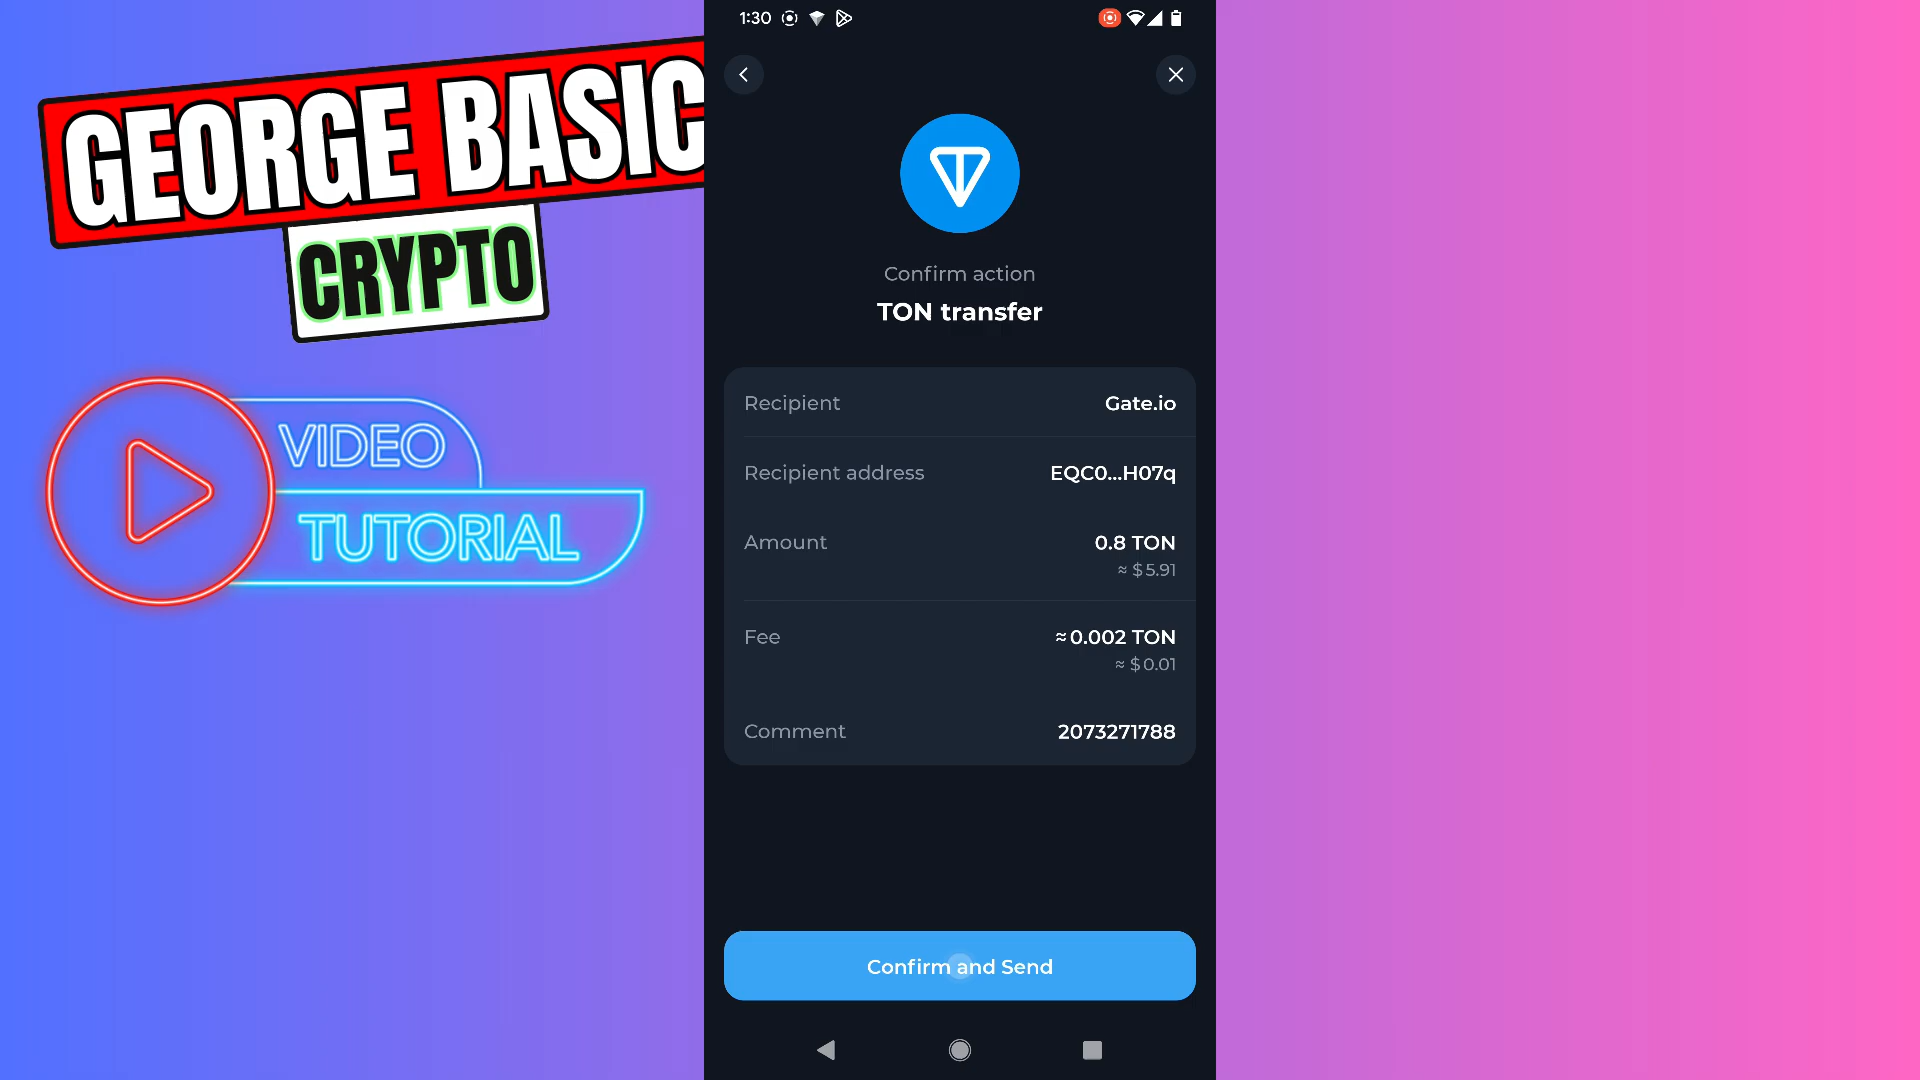 GEORGE BASIC
CRYPTO
VIDEO
TUTORIAL
1:30
Confirm action
TON transfer
Recipient Gate.io
Recipient address EQC0...H07q
Amount 0.8 TON
≈ $5.91
Fee ≈ 0.002 TON
≈ $0.01
Comment 2073271788
Confirm and Send